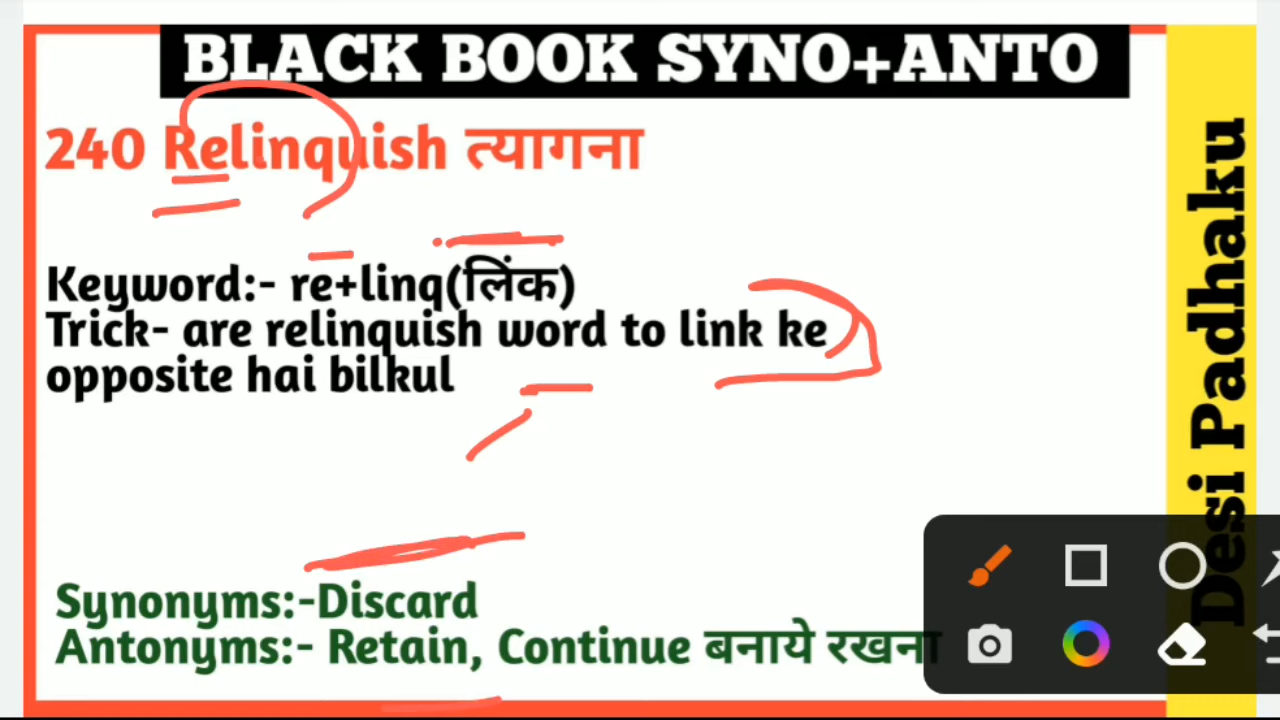 BLACK BOOK SYNO+ANTO
240 Relinquish त्यागना
Keyword:- re+linq(लिंक)
Trick- are relinquish word to link ke
opposite hai bilkul
Synonyms:-Discard
Antonyms:- Retain, Continue बनाये रखना
Desi Padhaku